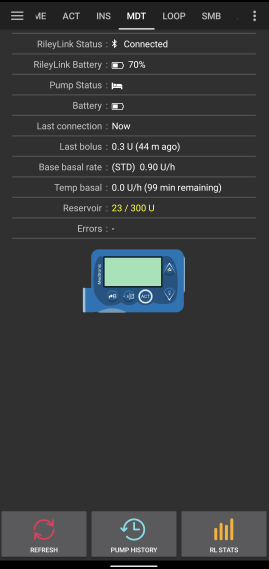 ME ACT INS MDT LOOP SMB
RileyLink Status : Connected
RileyLink Battery : 70%
Pump Status :
Battery :
Last connection : Now
Last bolus : 0.3 U (44 m ago)
Base basal rate : (STD) 0.90 U/h
Temp basal : 0.0 U/h (99 min remaining)
Reservoir : 23 / 300 U
Errors : -
Medtronic
B
ACT
REFRESH
PUMP HISTORY
RL STATS